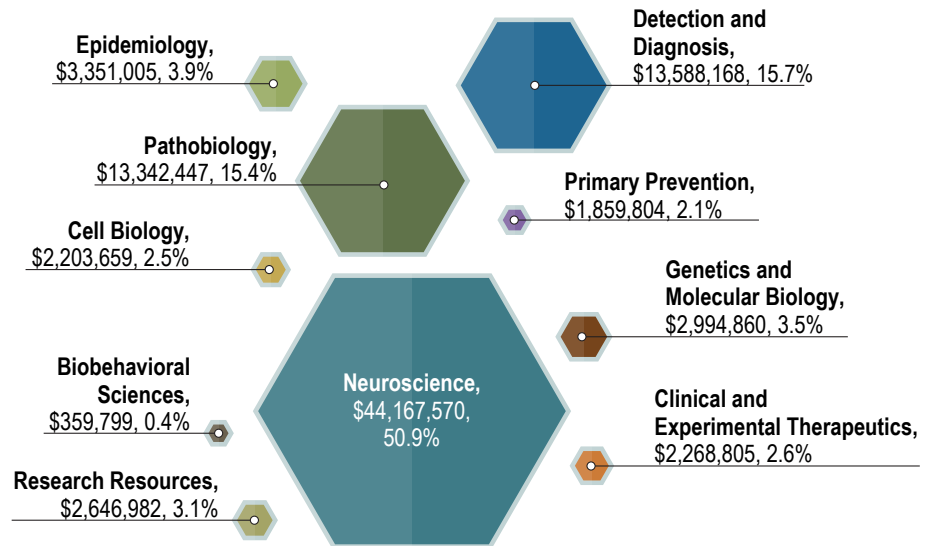 Epidemiology,
$3,351,005, 3.9%
Detection and
Diagnosis,
$13,588,168, 15.7%
Pathobiology,
$13,342,447, 15.4%
Primary Prevention,
$1,859,804, 2.1%
Cell Biology,
$2,203,659, 2.5%
Genetics and
Molecular Biology,
$2,994,860, 3.5%
Biobehavioral
Sciences,
$359,799, 0.4%
Neuroscience,
$44,167,570,
50.9%
Clinical and
Experimental Therapeutics,
$2,268,805, 2.6%
Research Resources,
$2,646,982, 3.1%